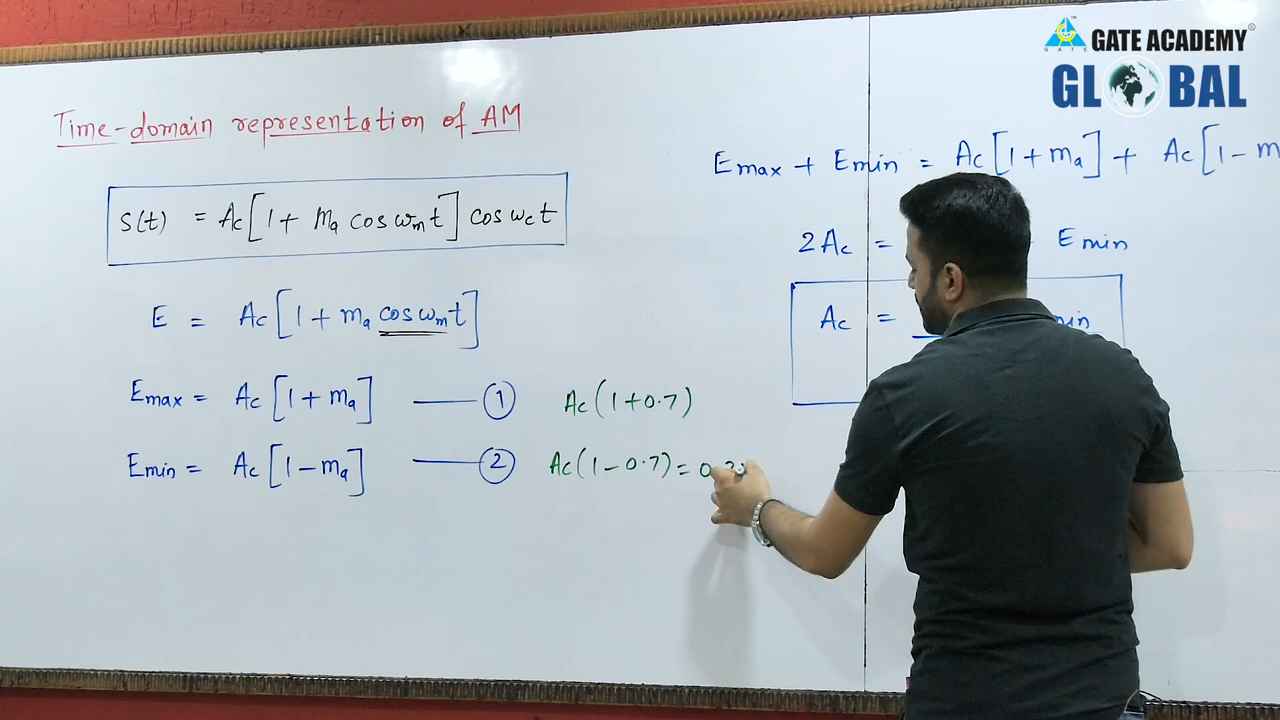 GATE ACADEMY
GLOBAL
GATE
Time-domain representation of AM
S(t) = Ac[1 + ma cos ωmt] cos ωct
E = Ac[1 + ma cos ωmt]
Emax = Ac[1 + ma] —— ① Ac(1+0.7)
Emin = Ac[1 - ma] —— ② Ac(1-0.7) =
Emax + Emin = Ac[1 + ma] + Ac[1 - m
2Ac = Emin
Ac = min